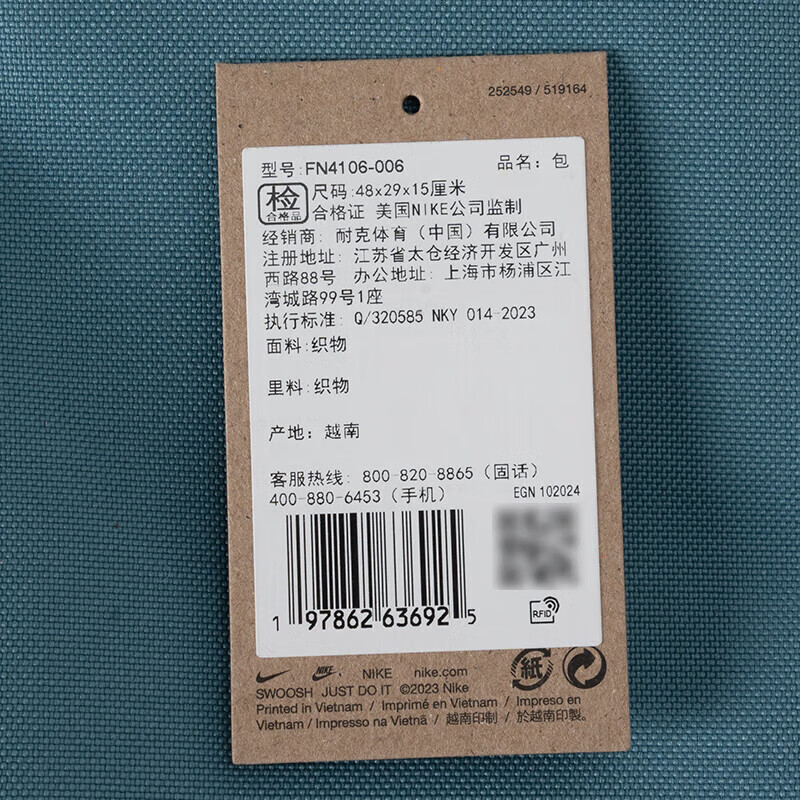 252549 / 519164
型号:FN4106-006 品名: 包
检 合格品 尺码:48x29x15厘米
合格证 美国NIKE公司监制
经销商: 耐克体育（中国）有限公司
注册地址: 江苏省太仓经济开发区广州
西路88号 办公地址: 上海市杨浦区江
湾城路99号1座
执行标准: Q/320585 NKY 014-2023
面料:织物
里料:织物
产地: 越南
客服热线: 800-820-8865（固话）
400-880-6453（手机） EGN 102024
1 97862 63692 5
RFID
紙
NIKE. NIKE nike.com
SWOOSH JUST DO IT ©2023 Nike
Printed in Vietnam / Imprimé en Vietnam / Impreso en
Vietnam / Impresso na Vietnã / 越南印制 / 於越南印製。